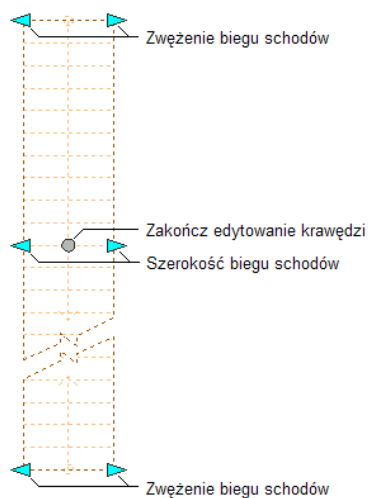 Zwężenie biegu schodów
Zakończ edytowanie krawędzi
Szerokość biegu schodów
Zwężenie biegu schodów